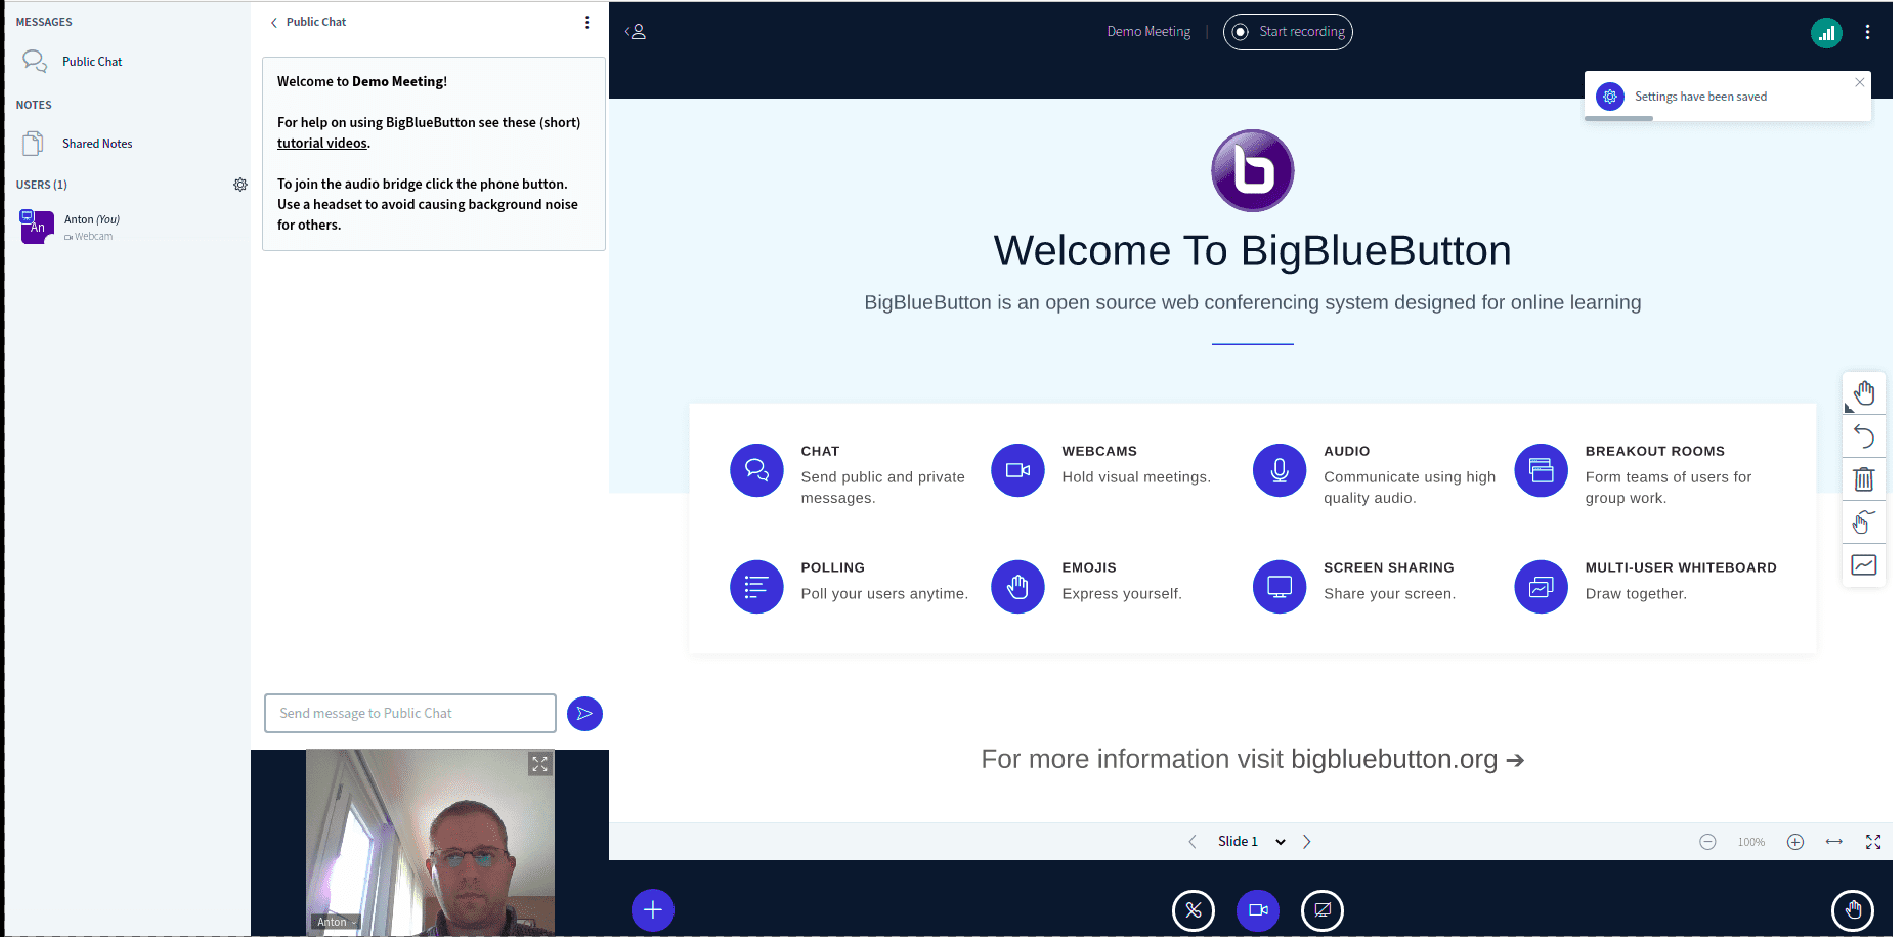 MESSAGES
Public Chat
NOTES
Shared Notes
USERS (1)
An
Anton (You)
Webcam
Public Chat
Welcome to Demo Meeting!
For help on using BigBlueButton see these (short)
tutorial videos.
To join the audio bridge click the phone button.
Use a headset to avoid causing background noise
for others.
Send message to Public Chat
Anton
Demo Meeting
Start recording
Settings have been saved
b
Welcome To BigBlueButton
BigBlueButton is an open source web conferencing system designed for online learning
CHAT
Send public and private
messages.
WEBCAMS
Hold visual meetings.
AUDIO
Communicate using high
quality audio.
BREAKOUT ROOMS
Form teams of users for
group work.
POLLING
Poll your users anytime.
EMOJIS
Express yourself.
SCREEN SHARING
Share your screen.
MULTI-USER WHITEBOARD
Draw together.
For more information visit bigbluebutton.org ➔
Slide 1
100%